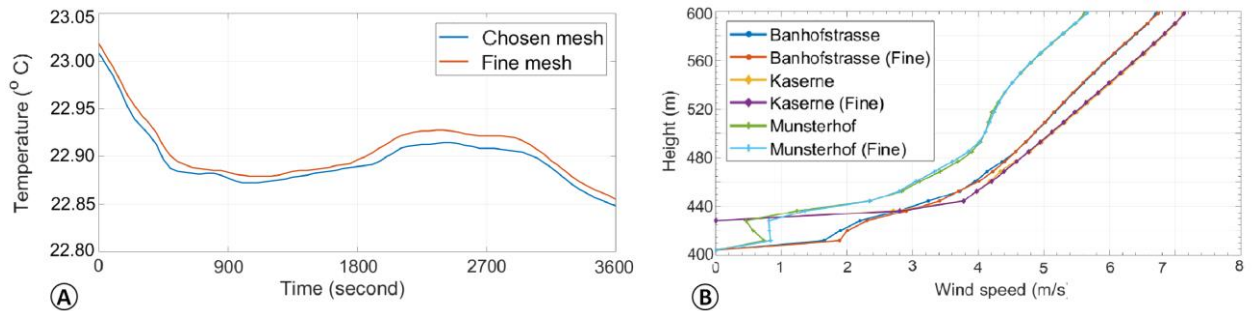 23.05
23.00
22.95
22.90
22.85
22.80
Temperature (° C)
Chosen mesh
Fine mesh
0 900 1800 2700 3600
Time (second)
A
600
560
520
480
440
400
Height (m)
Banhofstrasse
Banhofstrasse (Fine)
Kaserne
Kaserne (Fine)
Munsterhof
Munsterhof (Fine)
0 1 2 3 4 5 6 7 8
Wind speed (m/s)
B